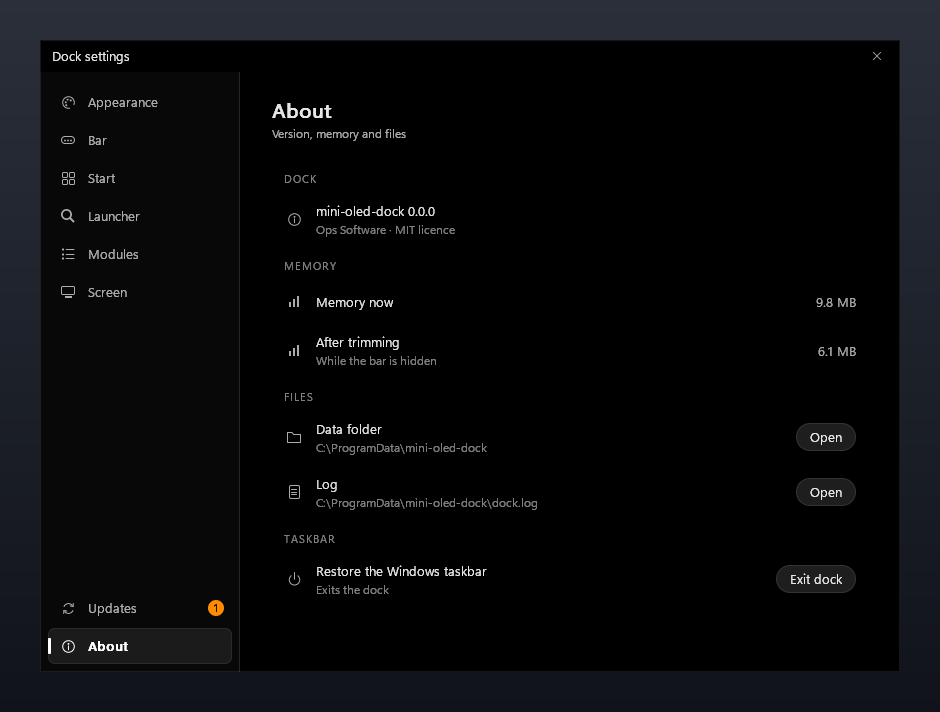 Dock settings
Appearance
Bar
Start
Launcher
Modules
Screen
Updates
1
About
About
Version, memory and files
DOCK
mini-oled-dock 0.0.0
Ops Software · MIT licence
MEMORY
Memory now
9.8 MB
After trimming
While the bar is hidden
6.1 MB
FILES
Data folder
C:\ProgramData\mini-oled-dock
Open
Log
C:\ProgramData\mini-oled-dock\dock.log
Open
TASKBAR
Restore the Windows taskbar
Exits the dock
Exit dock